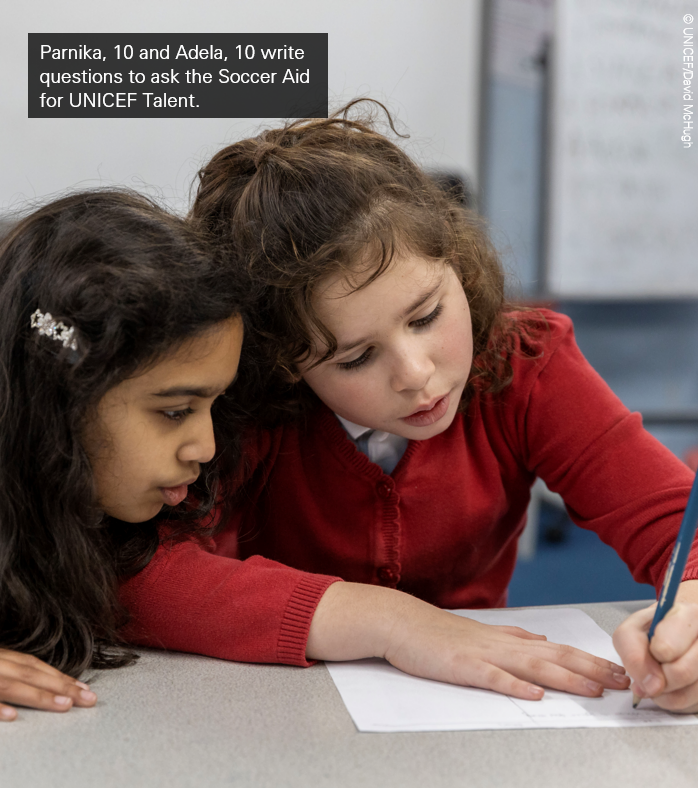 Parnika, 10 and Adela, 10 write
questions to ask the Soccer Aid
for UNICEF Talent.
© UNICEF/David McHugh